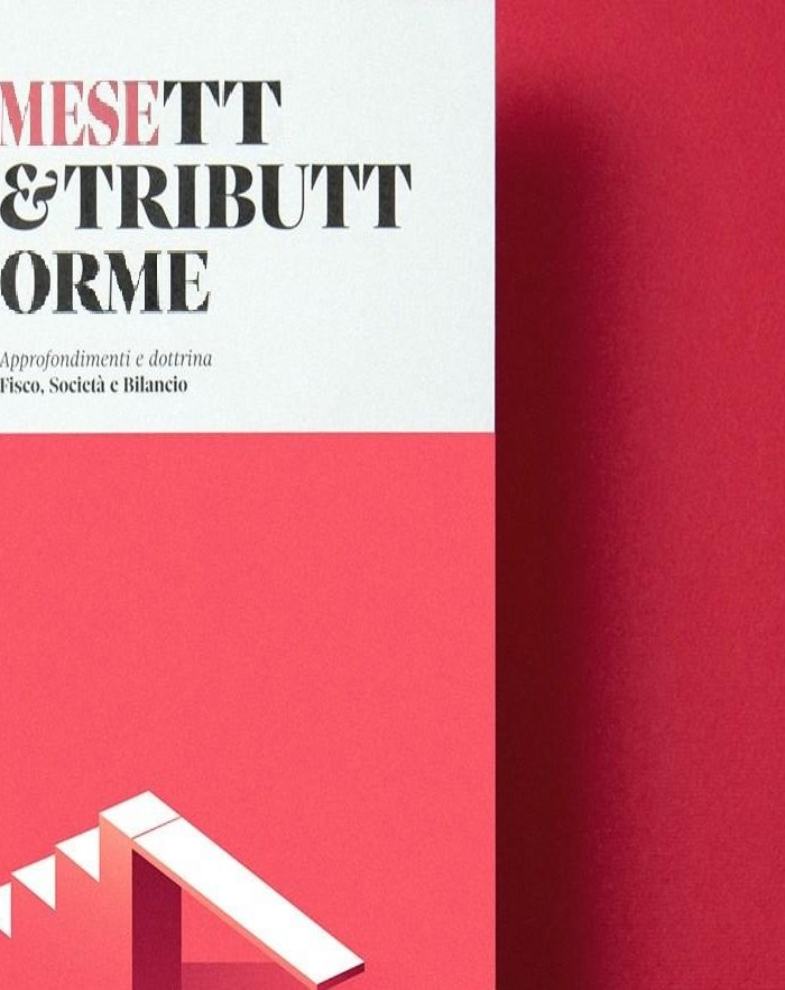 MESETT
&TRIBUTT
ORME
Approfondimenti e dottrina
Fisco, Società e Bilancio